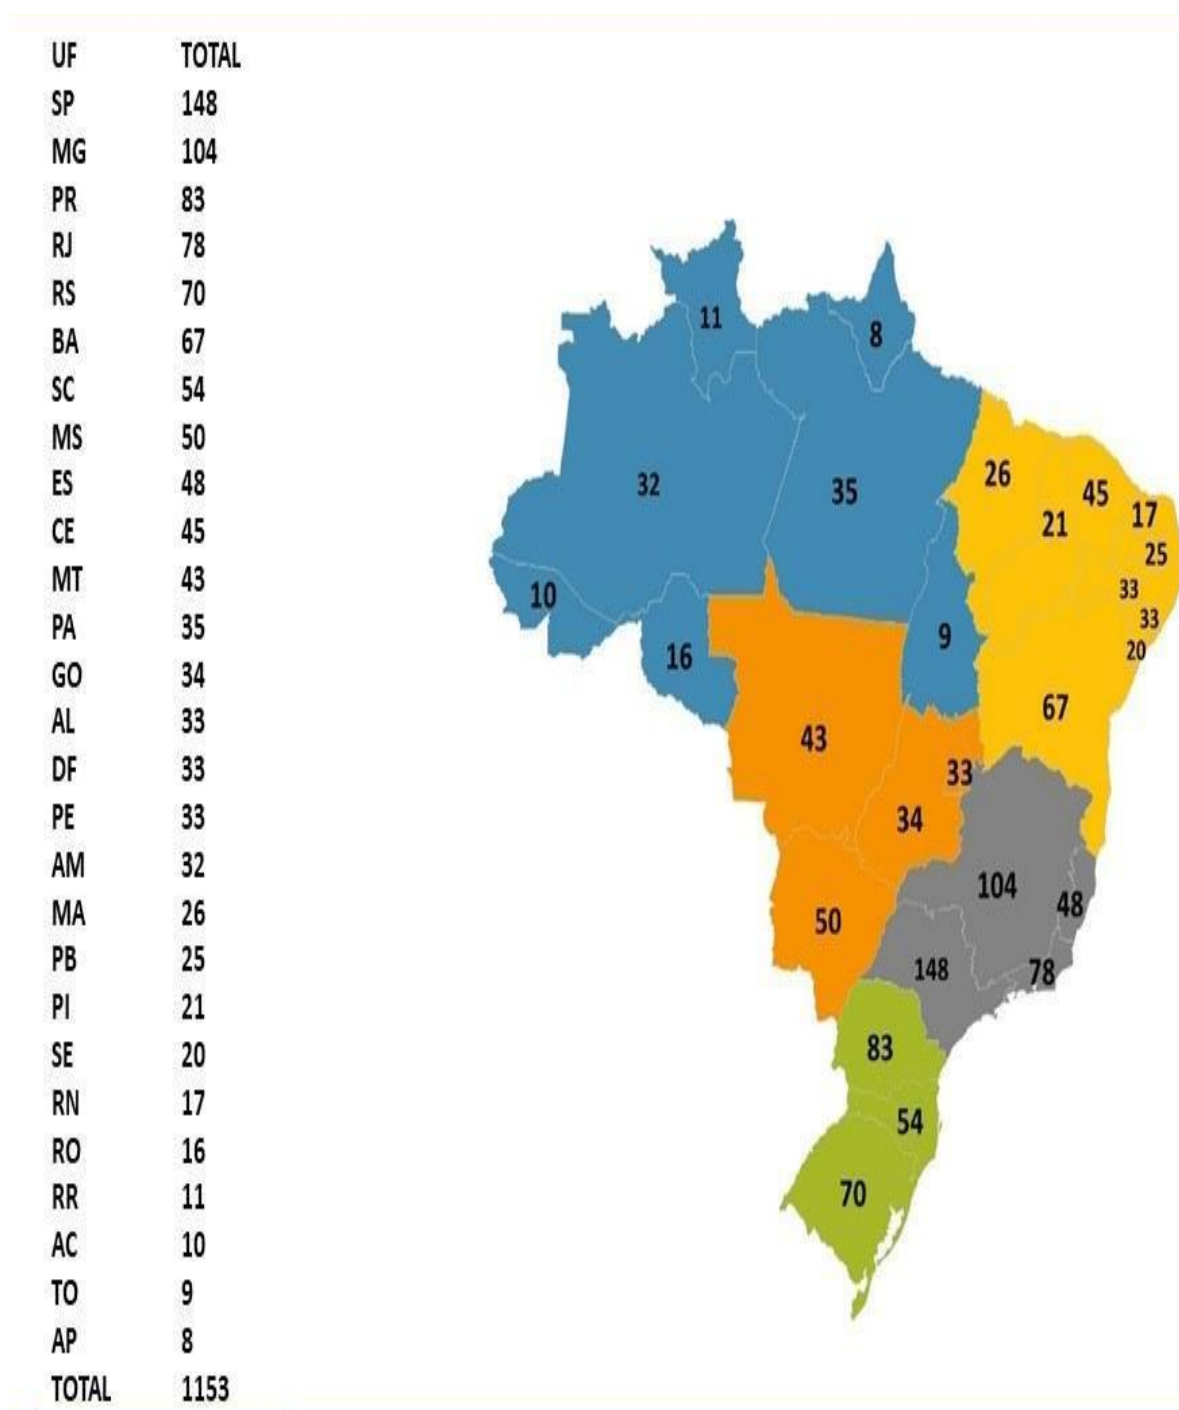 UF TOTAL
SP 148
MG 104
PR 83
RJ 78
RS 70
BA 67
SC 54
MS 50
ES 48
CE 45
MT 43
PA 35
GO 34
AL 33
DF 33
PE 33
AM 32
MA 26
PB 25
PI 21
SE 20
RN 17
RO 16
RR 11
AC 10
TO 9
AP 8
TOTAL 1153
11
8
26
32
35
45
21
17
25
10
33
33
9
20
16
67
43
33
34
104
50
48
148
78
83
54
70